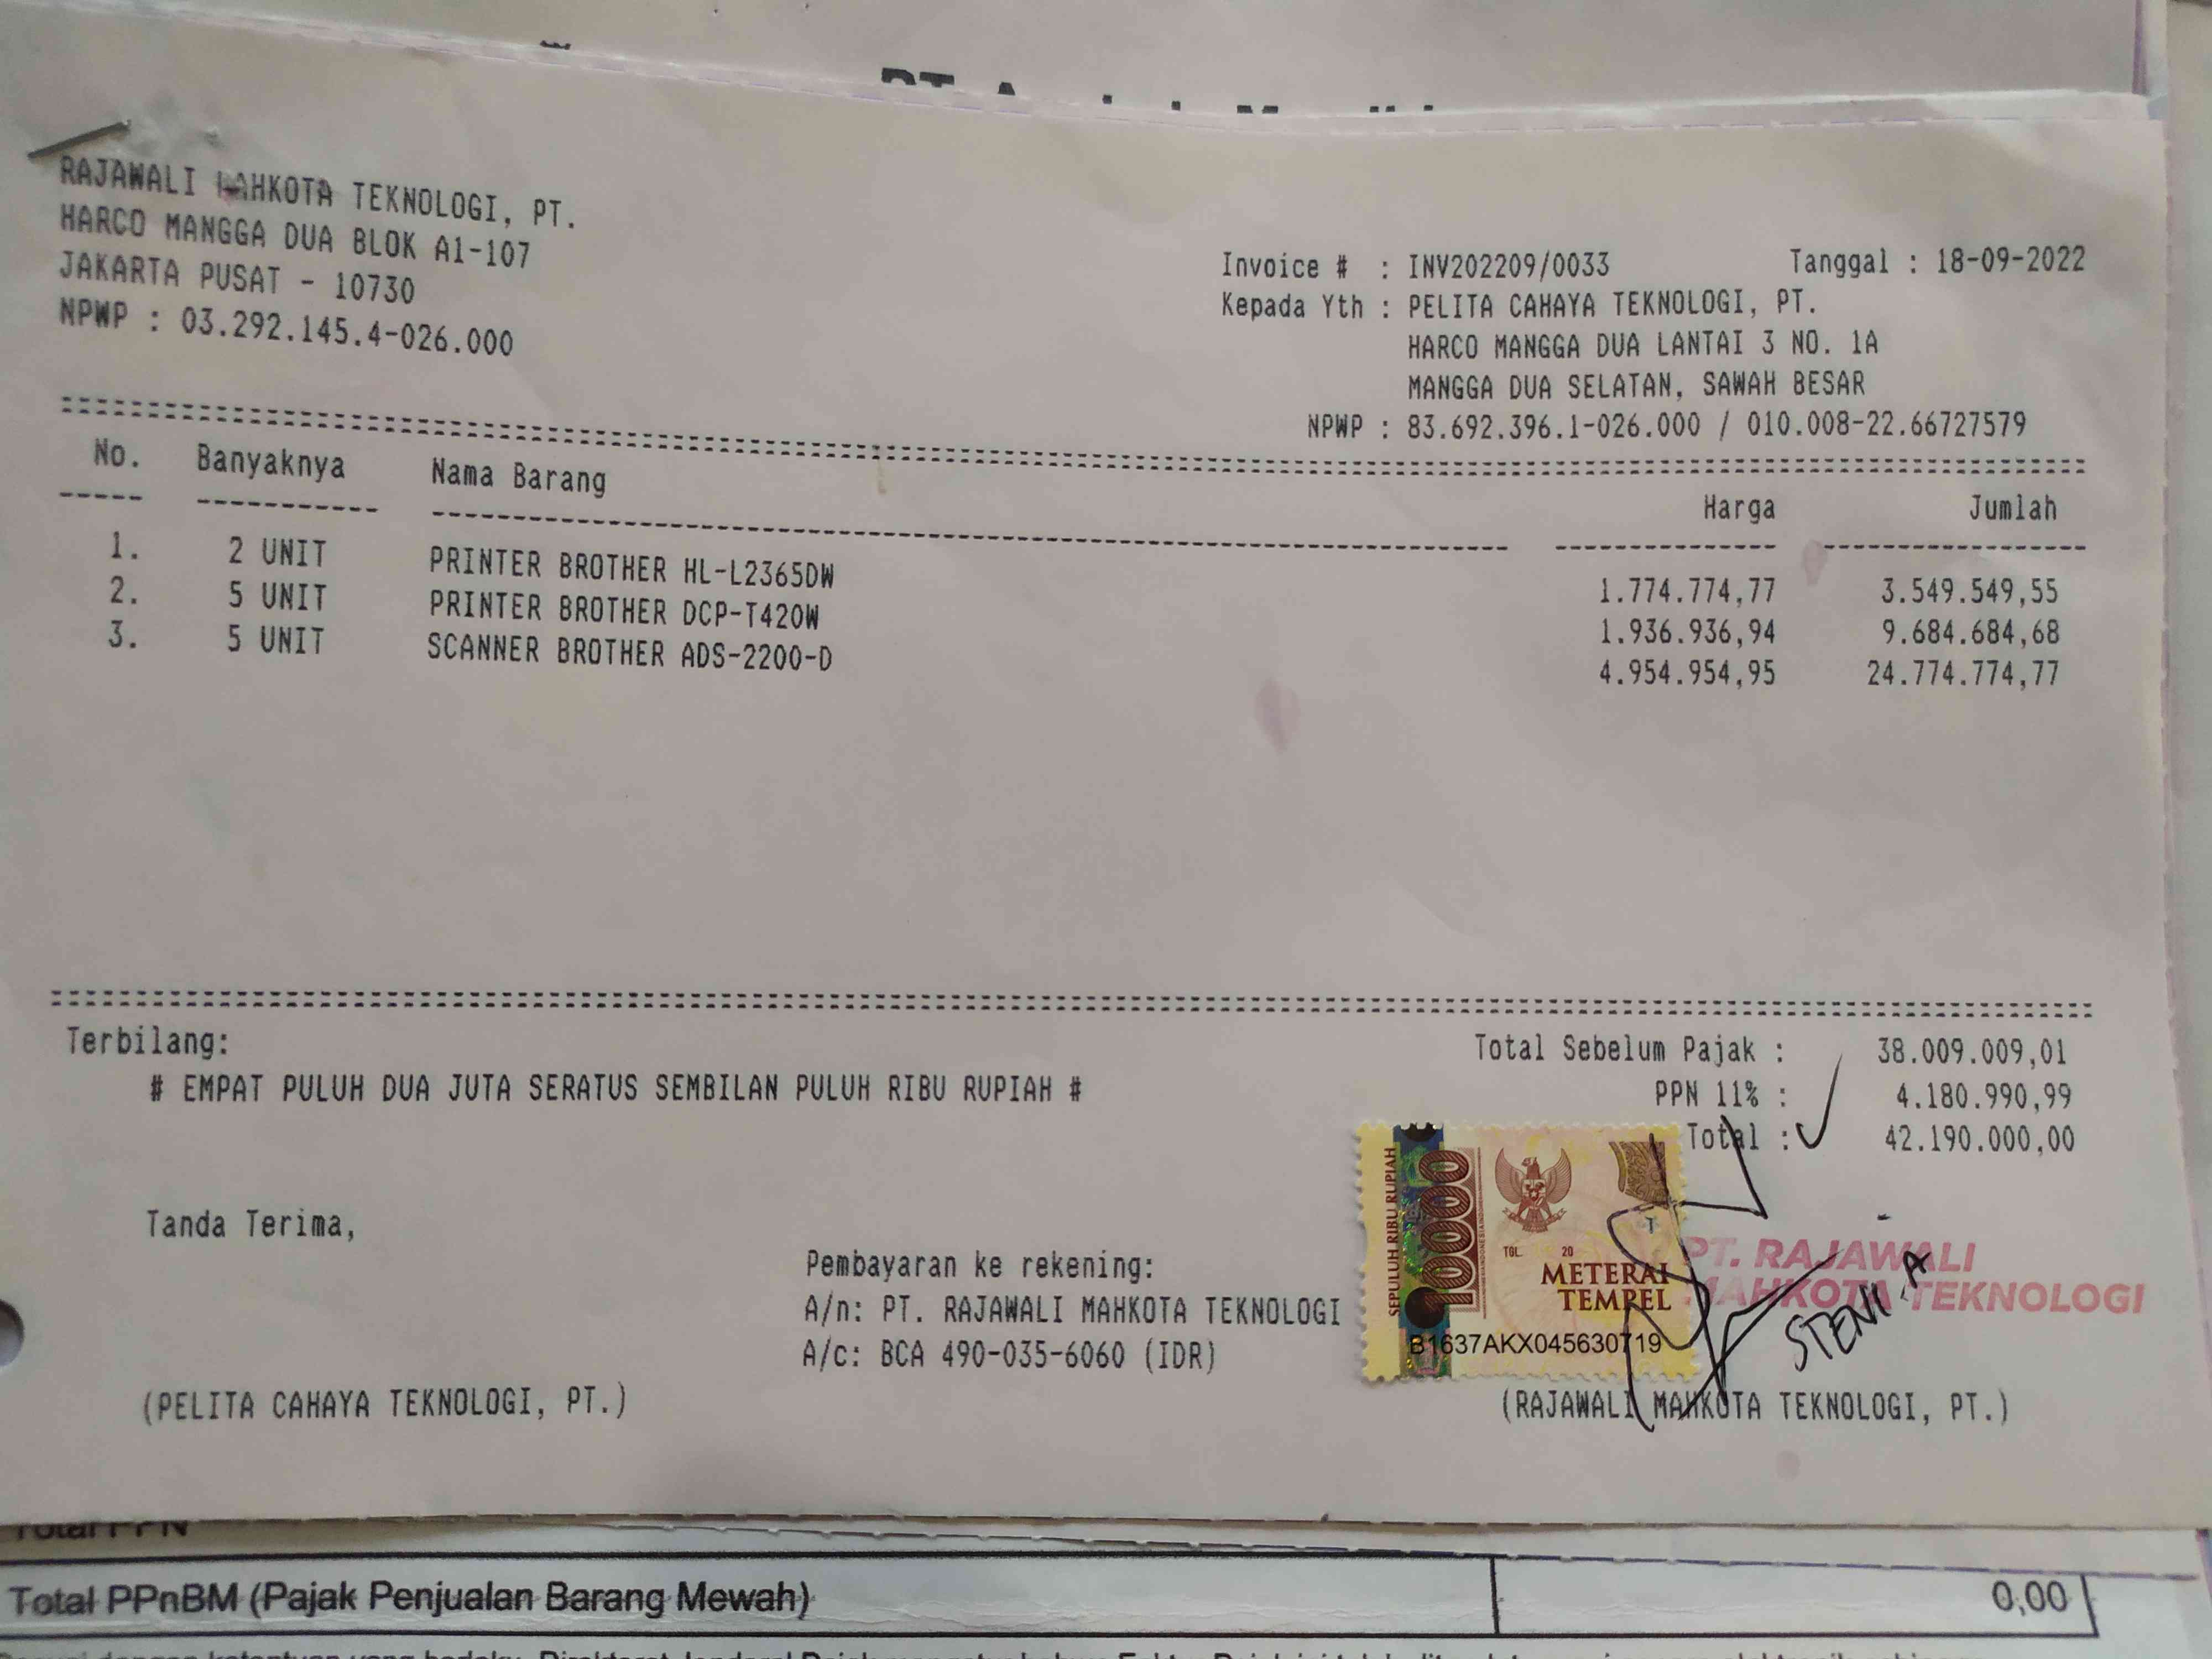 RAJAWALI MAHKOTA TEKNOLOGI, PT.
HARCO MANGGA DUA BLOK A1-107
JAKARTA PUSAT - 10730
NPWP : 03.292.145.4-026.000
Invoice # : INV202209/0033 Tanggal : 18-09-2022
Kepada Yth : PELITA CAHAYA TEKNOLOGI, PT.
HARCO MANGGA DUA LANTAI 3 NO. 1A
MANGGA DUA SELATAN, SAWAH BESAR
NPWP : 83.692.396.1-026.000 / 010.008-22.66727579
No. Banyaknya Nama Barang Harga Jumlah
1. 2 UNIT PRINTER BROTHER HL-L2365DW 1.774.774,77 3.549.549,55
2. 5 UNIT PRINTER BROTHER DCP-T420W 1.936.936,94 9.684.684,68
3. 5 UNIT SCANNER BROTHER ADS-2200-D 4.954.954,95 24.774.774,77
Terbilang:
# EMPAT PULUH DUA JUTA SERATUS SEMBILAN PULUH RIBU RUPIAH #
Total Sebelum Pajak : 38.009.009,01
PPN 11% : 4.180.990,99
Total : 42.190.000,00
Tanda Terima,
Pembayaran ke rekening:
A/n: PT. RAJAWALI MAHKOTA TEKNOLOGI
A/c: BCA 490-035-6060 (IDR)
(PELITA CAHAYA TEKNOLOGI, PT.)
SEPULUH RIBU RUPIAH
10000
TGL. 20
METERAI
TEMPEL
B1637AKX045630719
PT. RAJAWALI
MAHKOTA TEKNOLOGI
STENI A
(RAJAWALI MAHKOTA TEKNOLOGI, PT.)
Total PPN
Total PPnBM (Pajak Penjualan Barang Mewah) 0,00